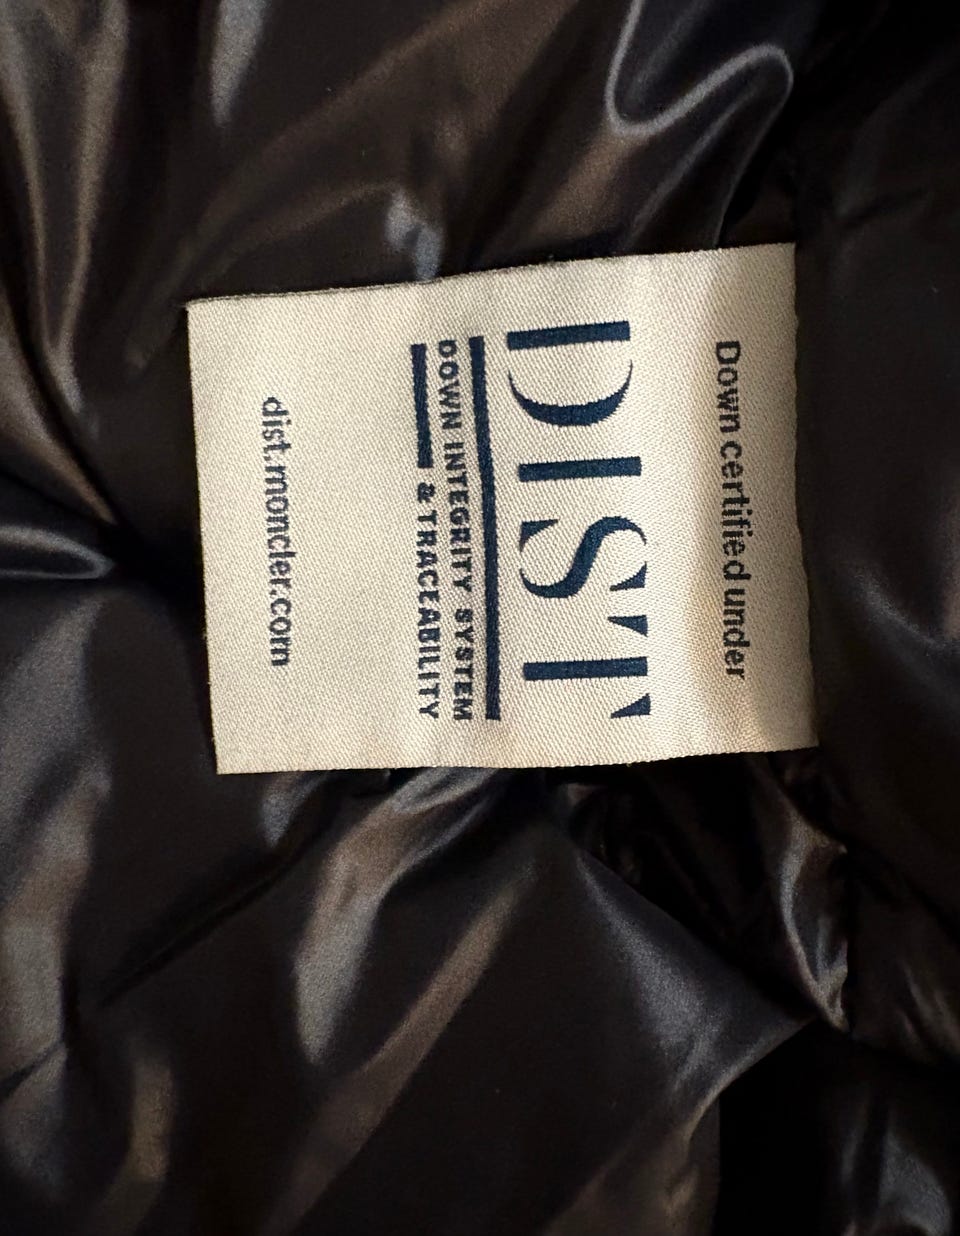 Down certified under
DIST
DOWN INTEGRITY SYSTEM
& TRACEABILITY
dist.moncler.com